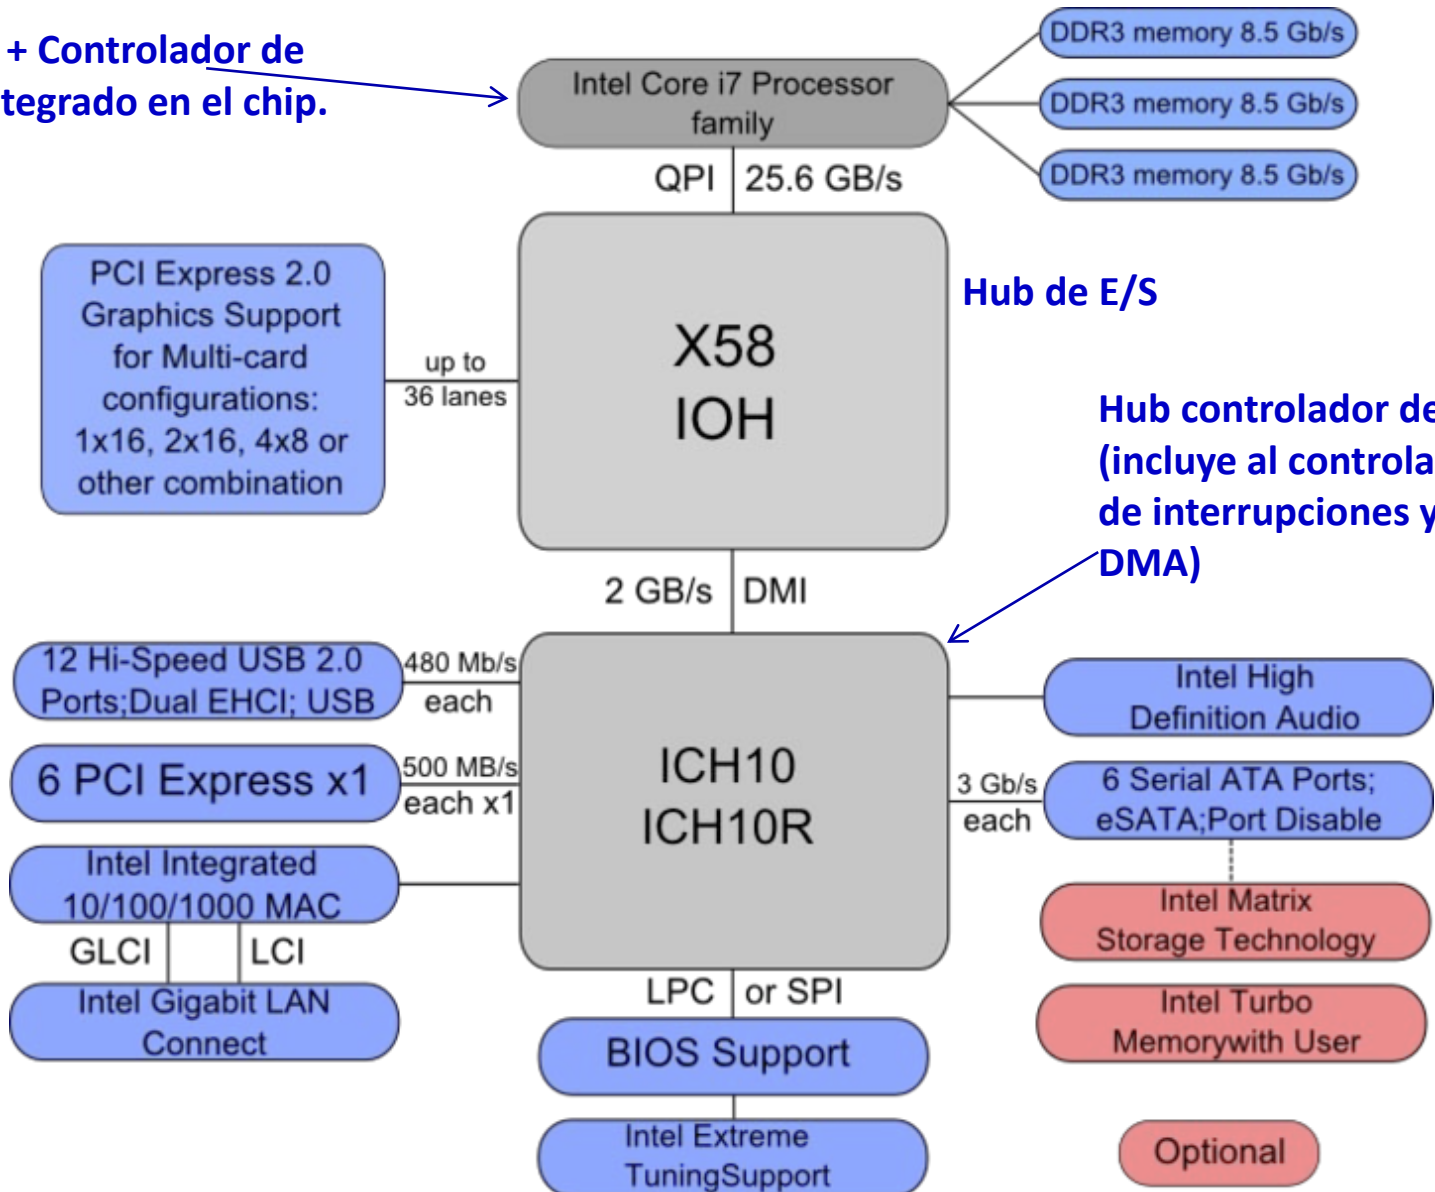 + Controlador de
tegrado en el chip.
Intel Core i7 Processor
family
DDR3 memory 8.5 Gb/s
DDR3 memory 8.5 Gb/s
DDR3 memory 8.5 Gb/s
QPI 25.6 GB/s
PCI Express 2.0
Graphics Support
for Multi-card
configurations:
1x16, 2x16, 4x8 or
other combination
up to
36 lanes
X58
IOH
Hub de E/S
Hub controlador de
(incluye al controla
de interrupciones y
DMA)
2 GB/s DMI
12 Hi-Speed USB 2.0
Ports;Dual EHCI; USB
480 Mb/s
each
6 PCI Express x1
500 MB/s
each x1
Intel Integrated
10/100/1000 MAC
GLCI LCI
Intel Gigabit LAN
Connect
ICH10
ICH10R
Intel High
Definition Audio
3 Gb/s
each
6 Serial ATA Ports;
eSATA;Port Disable
Intel Matrix
Storage Technology
Intel Turbo
Memorywith User
LPC or SPI
BIOS Support
Intel Extreme
TuningSupport
Optional